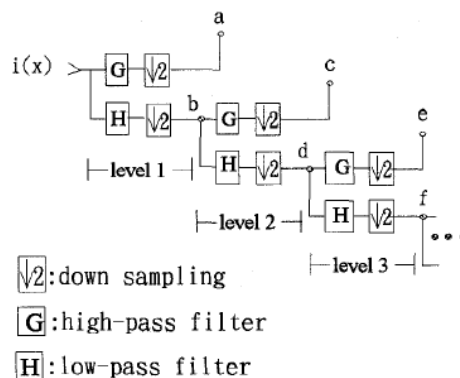 a
i(x) G ↓2
c
H ↓2 b G ↓2
e
level 1 H ↓2 d G ↓2
f
level 2 H ↓2
level 3
↓2 :down sampling
G :high-pass filter
H :low-pass filter